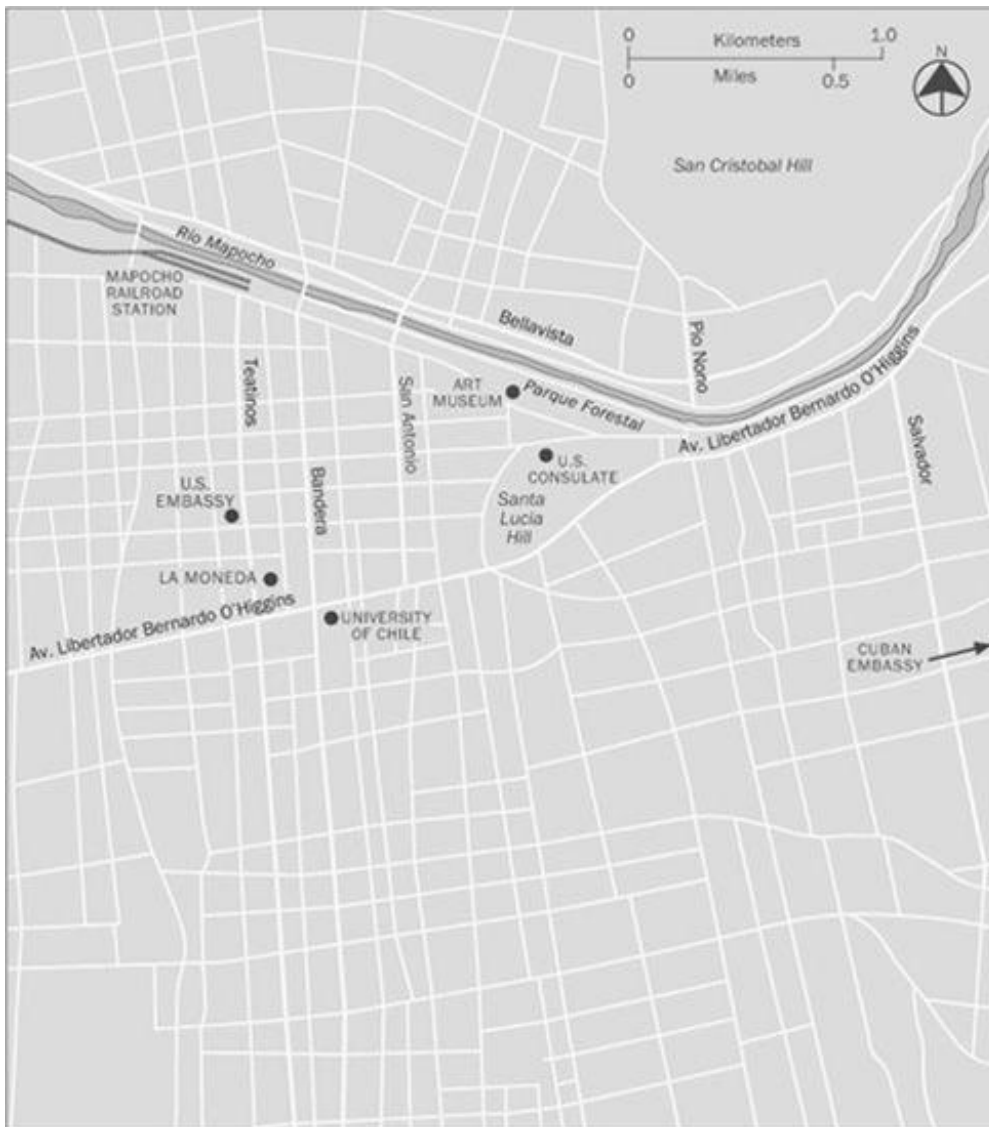 0 Kilometers 1.0
0 Miles 0.5
N
San Cristobal Hill
Río Mapocho
MAPOCHO
RAILROAD
STATION
Bellavista
Pio Nono
Teatinos
San Antonio
ART
MUSEUM
Parque Forestal
Av. Libertador Bernardo O'Higgins
Salvador
U.S.
CONSULATE
Bandera
U.S.
EMBASSY
Santa
Lucia
Hill
LA MONEDA
Av. Libertador Bernardo O'Higgins
UNIVERSITY
OF CHILE
CUBAN
EMBASSY